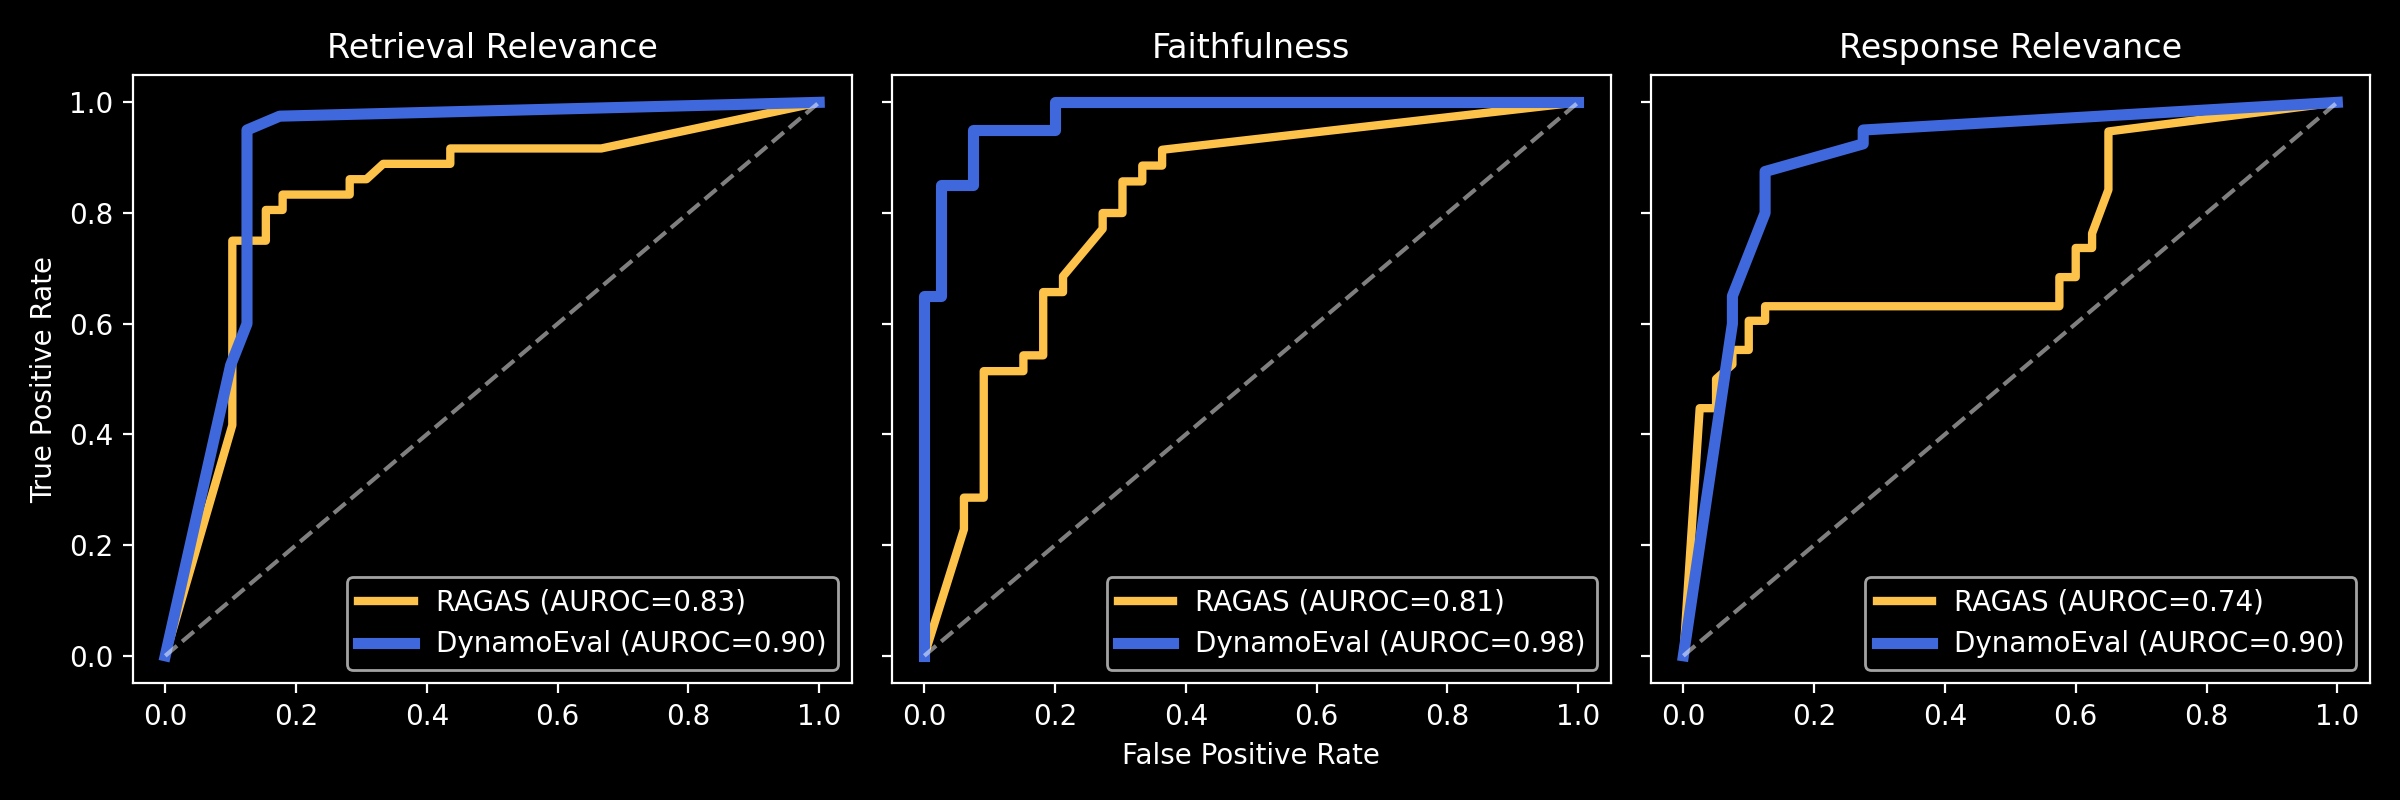 Retrieval Relevance
Faithfulness
Response Relevance
True Positive Rate
1.0
0.8
0.6
0.4
0.2
0.0
RAGAS (AUROC=0.83)
DynamoEval (AUROC=0.90)
0.0 0.2 0.4 0.6 0.8 1.0
RAGAS (AUROC=0.81)
DynamoEval (AUROC=0.98)
0.0 0.2 0.4 0.6 0.8 1.0
RAGAS (AUROC=0.74)
DynamoEval (AUROC=0.90)
0.0 0.2 0.4 0.6 0.8 1.0
False Positive Rate